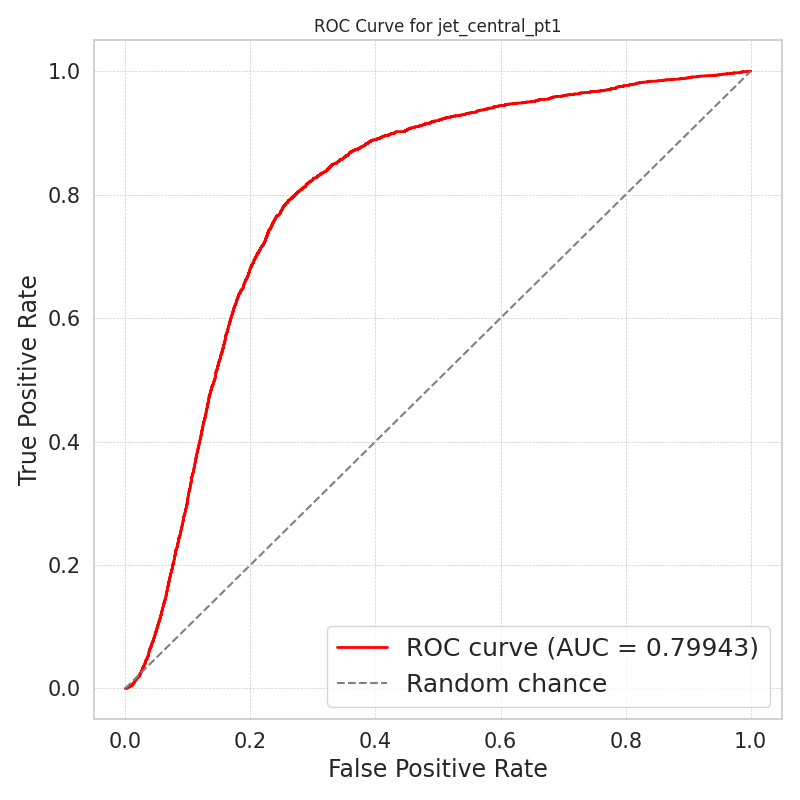 ROC Curve for jet_central_pt1
True Positive Rate
1.0
0.8
0.6
0.4
0.2
0.0
ROC curve (AUC = 0.79943)
Random chance
0.0 0.2 0.4 0.6 0.8 1.0
False Positive Rate